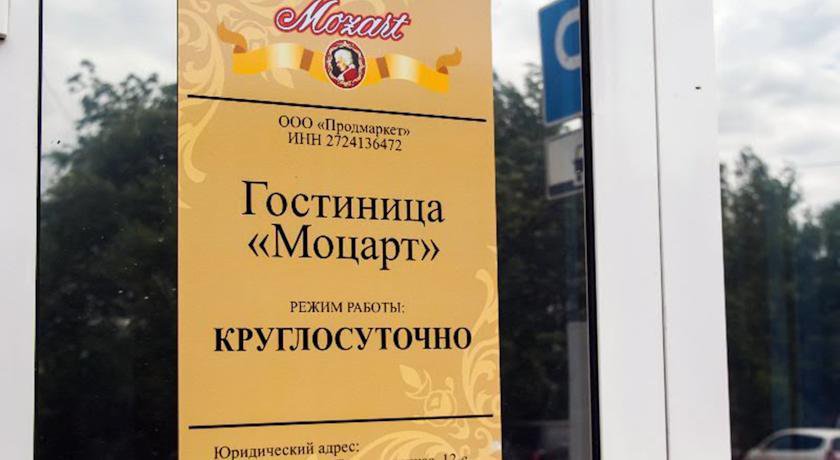 Mozart
ООО «Продмаркет»
ИНН 2724136472
Гостиница
«Моцарт»
РЕЖИМ РАБОТЫ:
КРУГЛОСУТОЧНО
Юридический адрес: